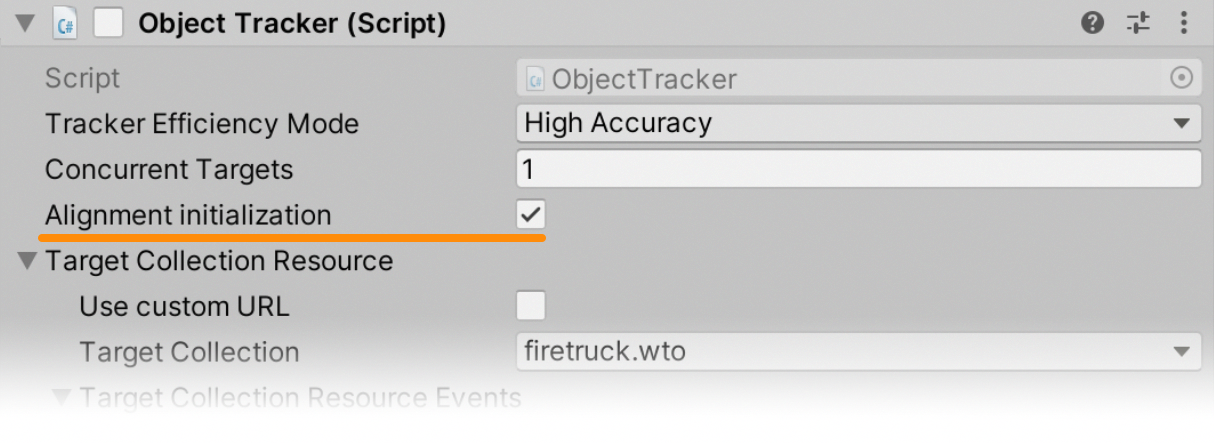 C# Object Tracker (Script)
Script C# ObjectTracker
Tracker Efficiency Mode High Accuracy
Concurrent Targets 1
Alignment initialization
Target Collection Resource
Use custom URL
Target Collection firetruck.wto
Target Collection Resource Events